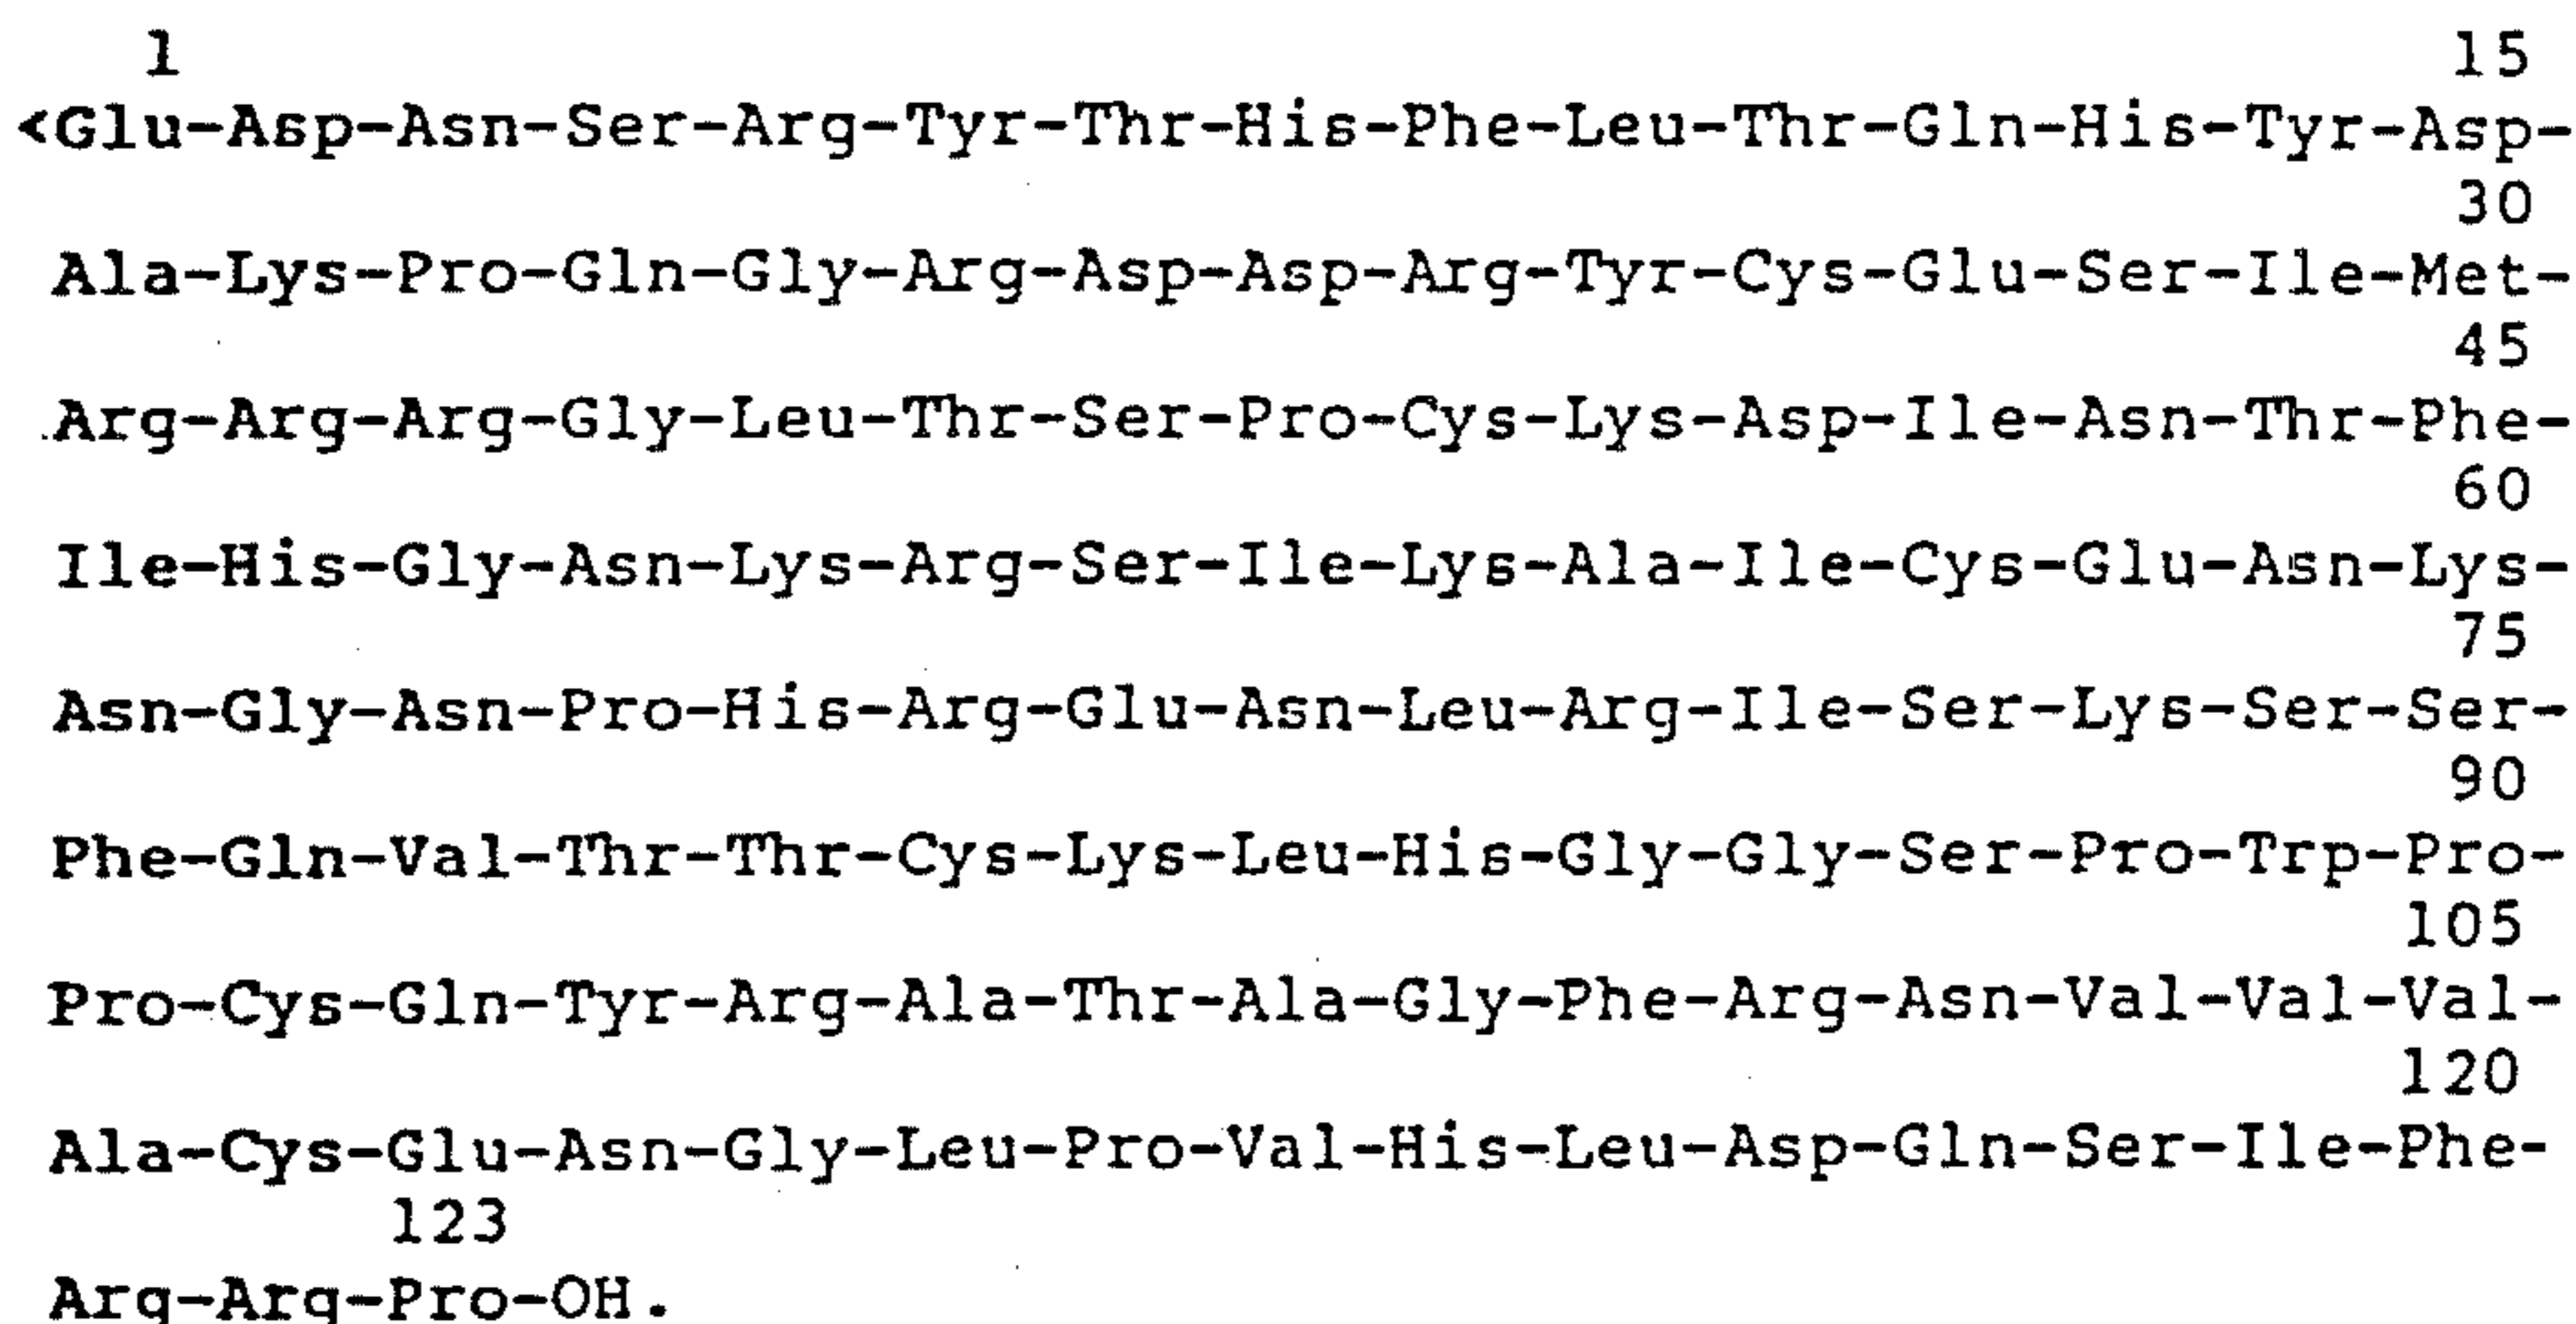 1 15
<Glu-Asp-Asn-Ser-Arg-Tyr-Thr-His-Phe-Leu-Thr-Gln-His-Tyr-Asp-
30
Ala-Lys-Pro-Gln-Gly-Arg-Asp-Asp-Arg-Tyr-Cys-Glu-Ser-Ile-Met-
45
Arg-Arg-Arg-Gly-Leu-Thr-Ser-Pro-Cys-Lys-Asp-Ile-Asn-Thr-Phe-
60
Ile-His-Gly-Asn-Lys-Arg-Ser-Ile-Lys-Ala-Ile-Cys-Glu-Asn-Lys-
75
Asn-Gly-Asn-Pro-His-Arg-Glu-Asn-Leu-Arg-Ile-Ser-Lys-Ser-Ser-
90
Phe-Gln-Val-Thr-Thr-Cys-Lys-Leu-His-Gly-Gly-Ser-Pro-Trp-Pro-
105
Pro-Cys-Gln-Tyr-Arg-Ala-Thr-Ala-Gly-Phe-Arg-Asn-Val-Val-Val-
120
Ala-Cys-Glu-Asn-Gly-Leu-Pro-Val-His-Leu-Asp-Gln-Ser-Ile-Phe-
123
Arg-Arg-Pro-OH.